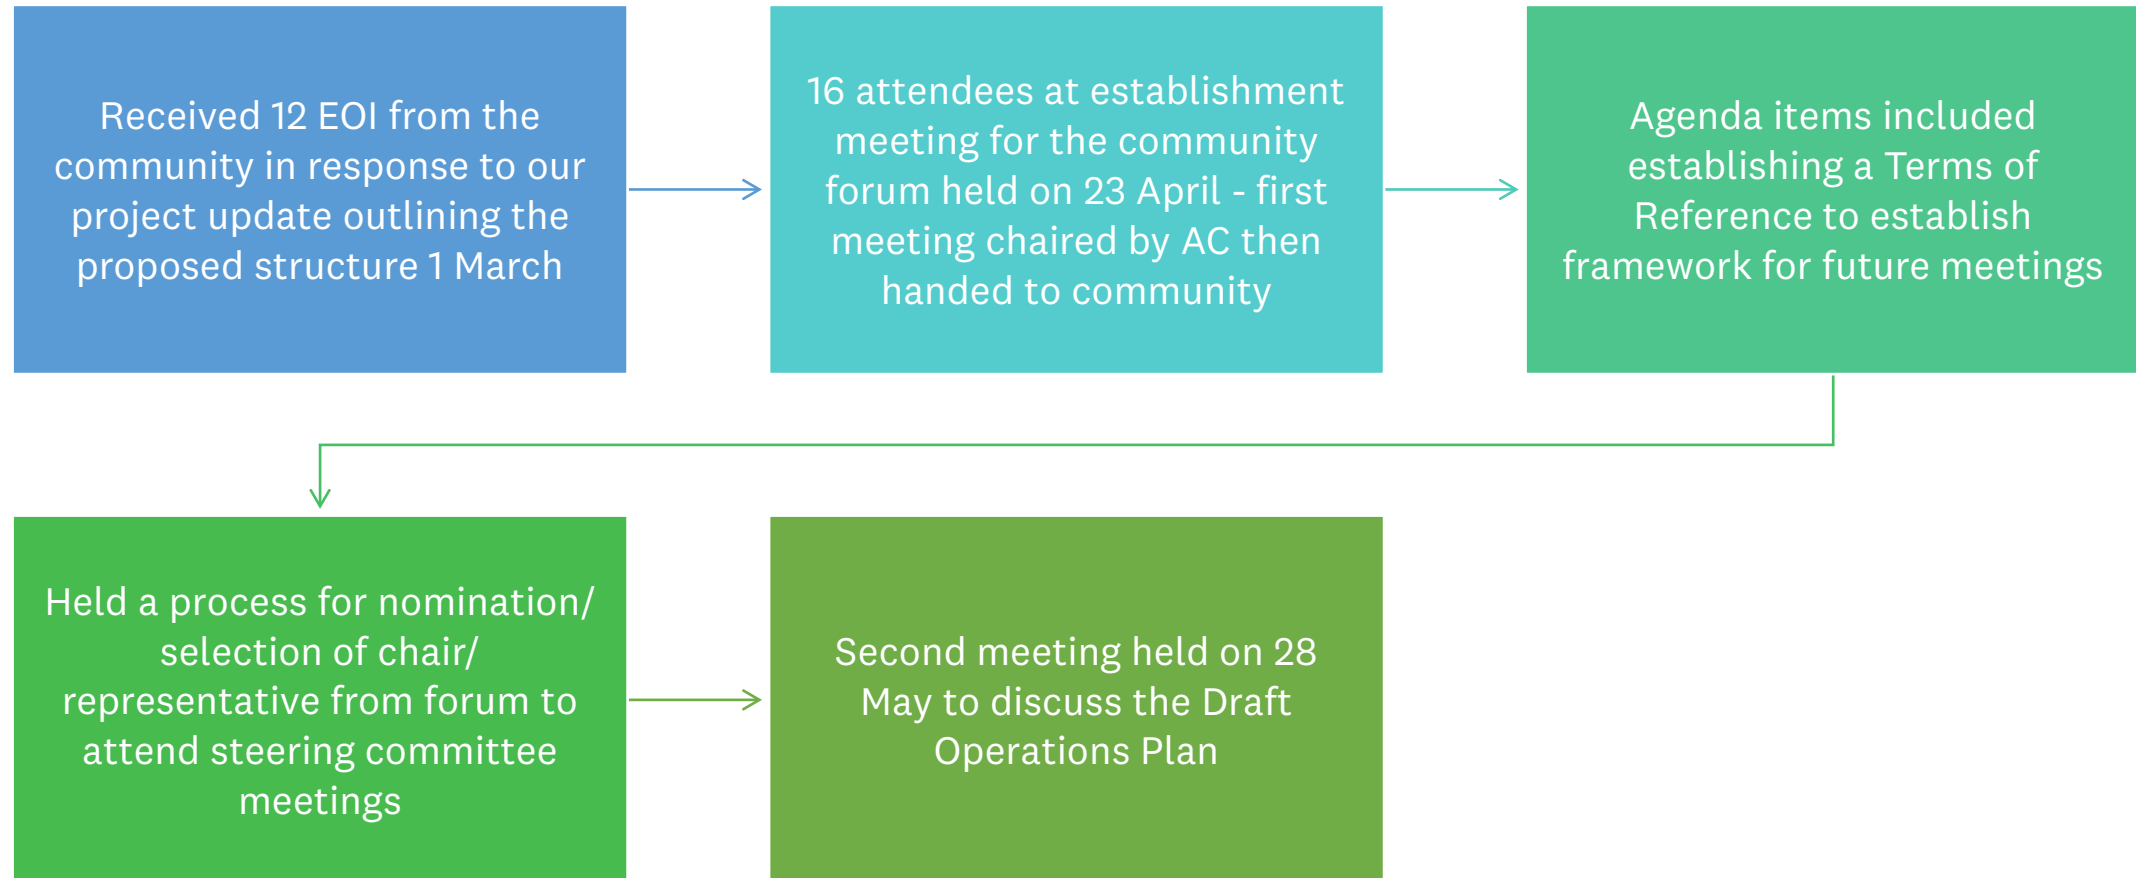 Received 12 EOI from the
community in response to our
project update outlining the
proposed structure 1 March
16 attendees at establishment
meeting for the community
forum held on 23 April - first
meeting chaired by AC then
handed to community
Agenda items included
establishing a Terms of
Reference to establish
framework for future meetings
Held a process for nomination/
selection of chair/
representative from forum to
attend steering committee
meetings
Second meeting held on 28
May to discuss the Draft
Operations Plan